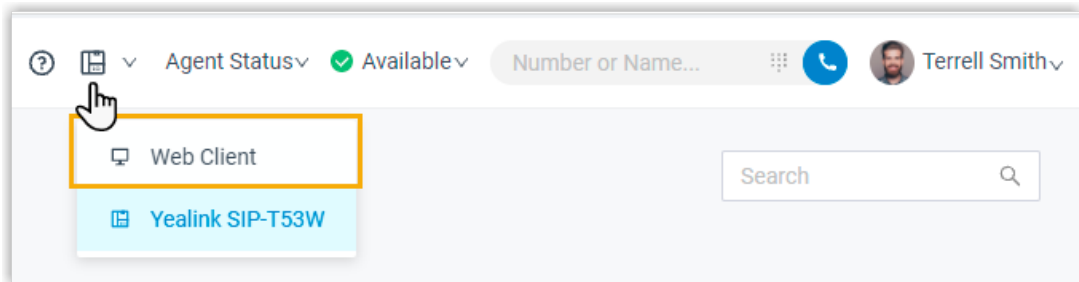 Agent Status
Available
Number or Name...
Terrell Smith
Web Client
Search
Yealink SIP-T53W